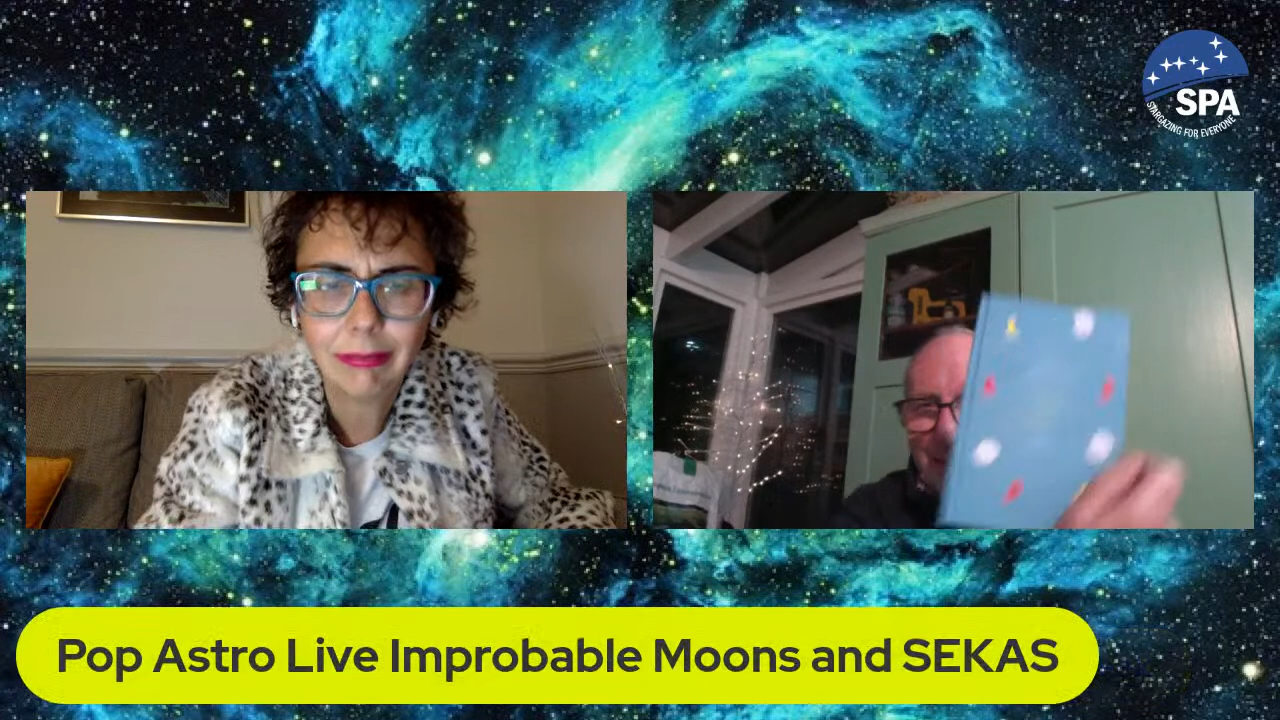 SPA
STARGAZING FOR EVERYONE
Pop Astro Live Improbable Moons and SEKAS